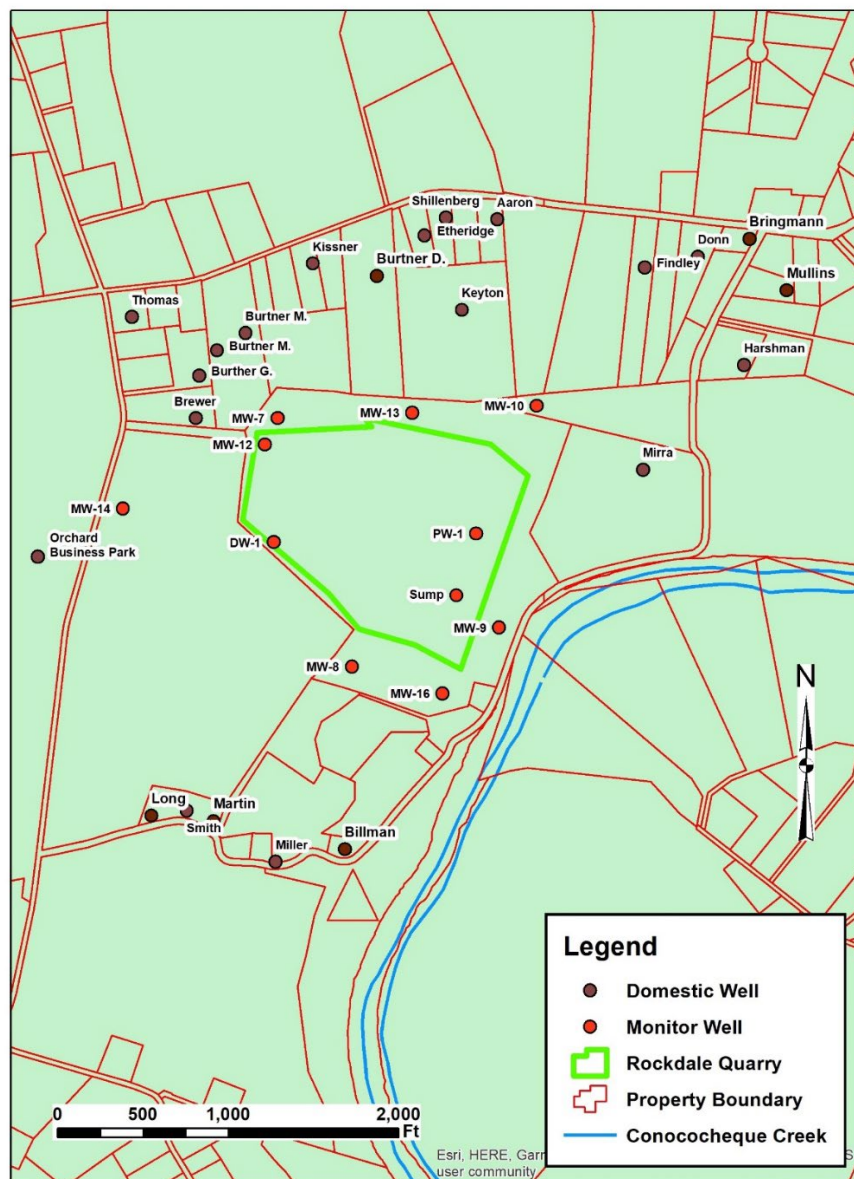 Shillenberg
Aaron
Etheridge
Bringmann
Donn
Kissner
Burtner D.
Findley
Mullins
Thomas
Keyton
Burtner M.
Burtner M.
Harshman
Burther G.
Brewer
MW-7
MW-13
MW-10
MW-12
Mirra
MW-14
PW-1
Orchard
Business Park
DW-1
Sump
MW-9
MW-8
N
MW-16
Long
Martin
Smith
Billman
Miller
Legend
Domestic Well
Monitor Well
Rockdale Quarry
Property Boundary
Conococheque Creek
0 500 1,000 2,000
Ft
Esri, HERE, Garr
S
user community